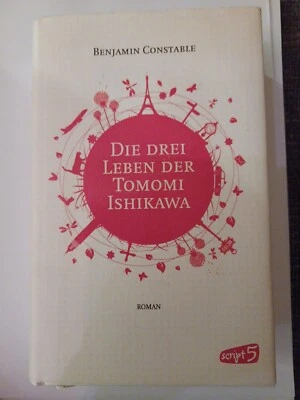 BENJAMIN CONSTABLE
DIE DREI
LEBEN DER
TOMOMI
ISHIKAWA
ROMAN
script 5